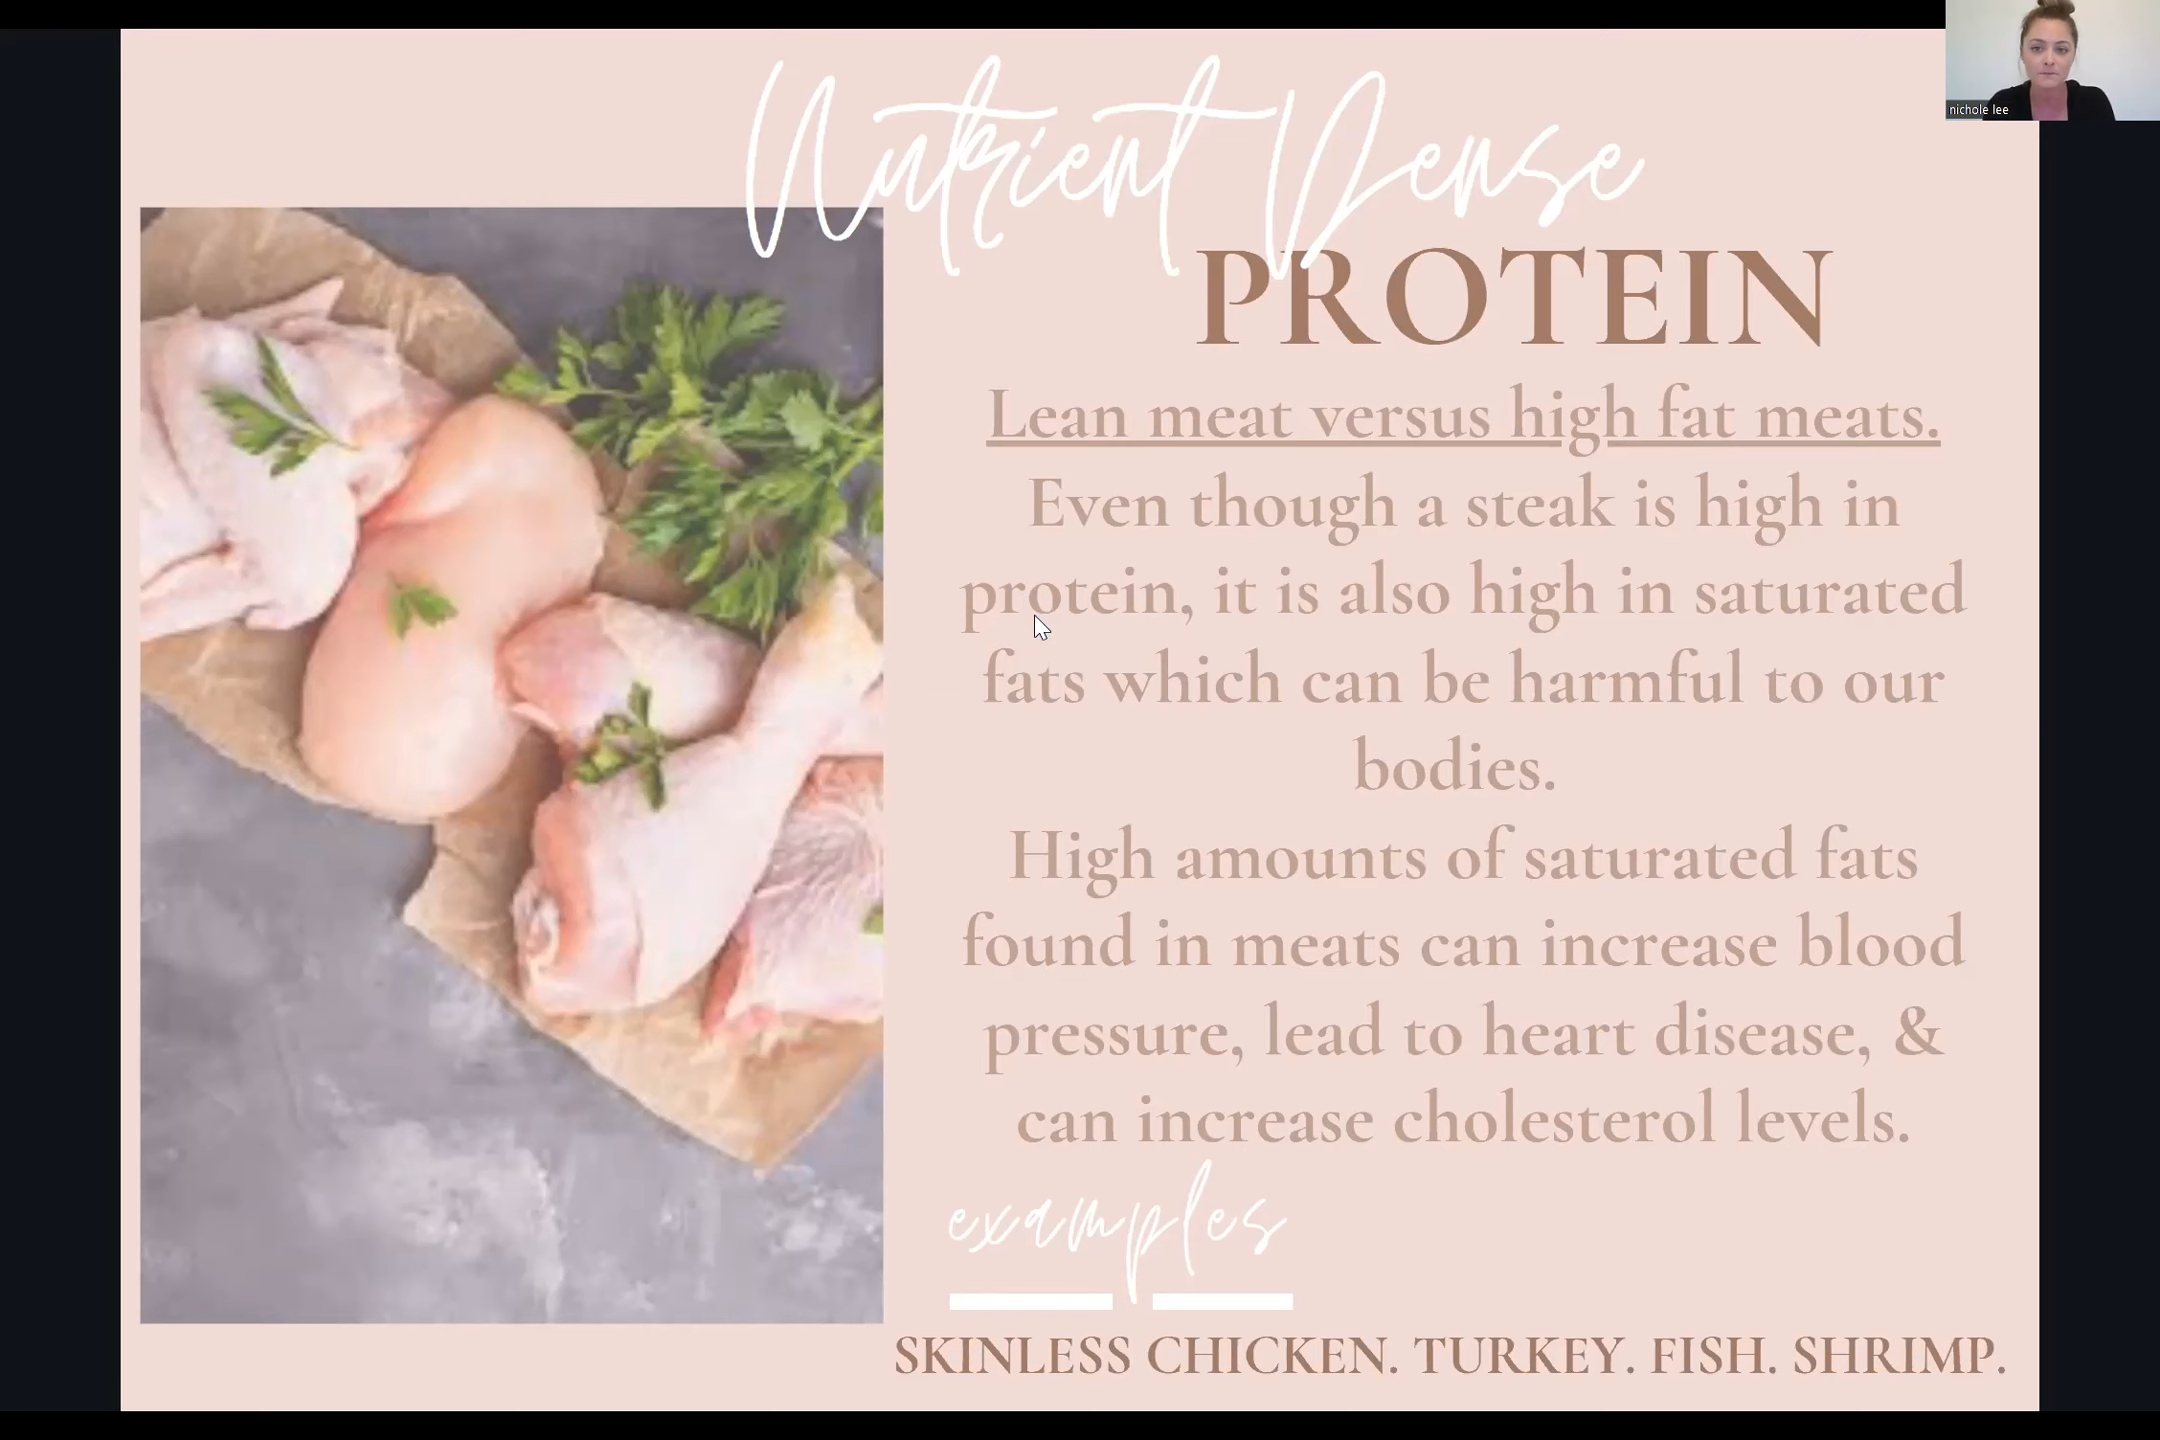 nichole lee
Nutrient Dense
PROTEIN
Lean meat versus high fat meats.
Even though a steak is high in
protein, it is also high in saturated
fats which can be harmful to our
bodies.
High amounts of saturated fats
found in meats can increase blood
pressure, lead to heart disease, &
can increase cholesterol levels.
examples
SKINLESS CHICKEN. TURKEY. FISH. SHRIMP.